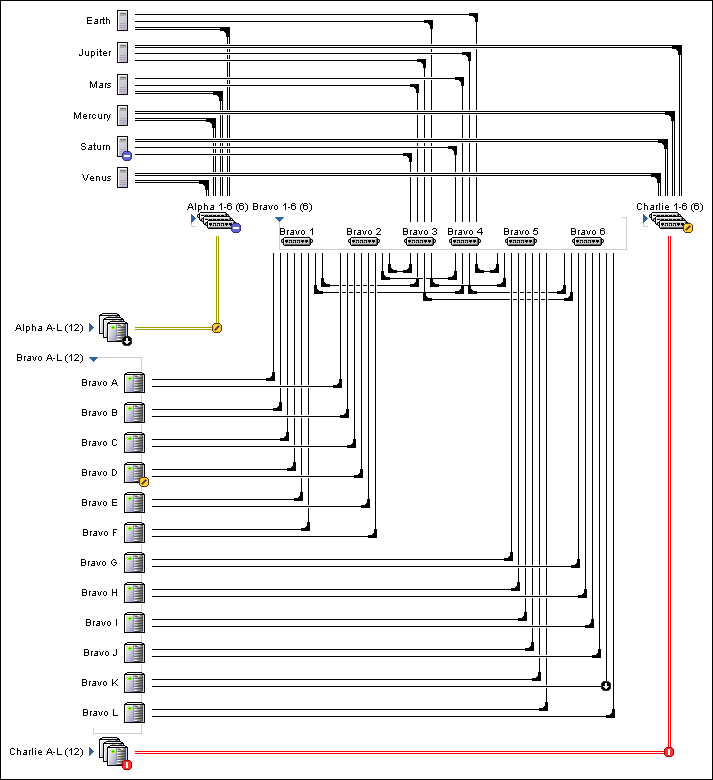 Earth
Jupiter
Mars
Mercury
Saturn
Venus
Alpha 1-6 (6)
Bravo 1-6 (6)
Charlie 1-6 (6)
Bravo 1
Bravo 2
Bravo 3
Bravo 4
Bravo 5
Bravo 6
Alpha A-L (12)
Bravo A-L (12)
Bravo A
Bravo B
Bravo C
Bravo D
Bravo E
Bravo F
Bravo G
Bravo H
Bravo I
Bravo J
Bravo K
Bravo L
Charlie A-L (12)